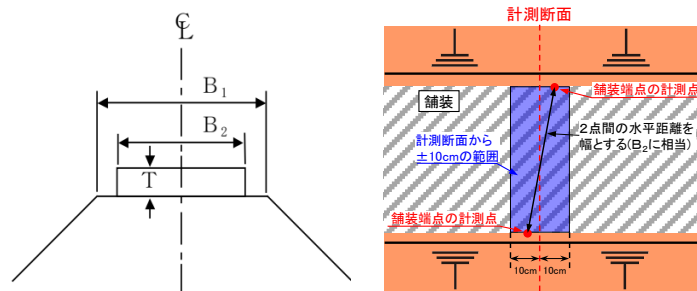 ℄
B₁
B₂
T
計測断面
舗装端点の計測点
舗装
2点間の水平距離を
幅とする(B₂に相当)
計測断面から
±10cmの範囲
舗装端点の計測点
10cm 10cm